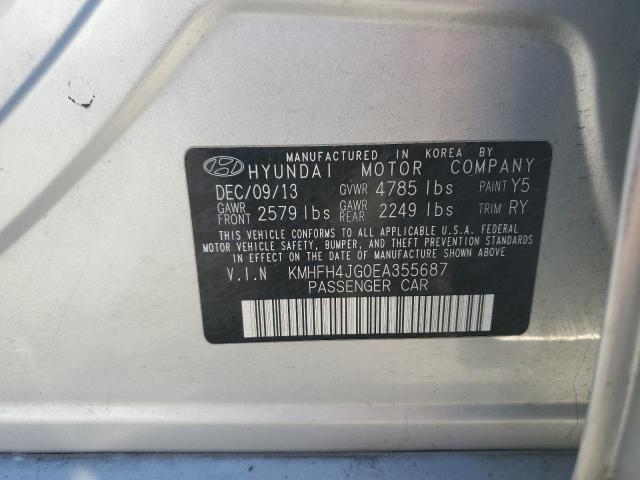 MANUFACTURED IN KOREA BY
HYUNDAI MOTOR COMPANY
DEC/09/13 GVWR 4785 lbs PAINT Y5
GAWR FRONT 2579 lbs GAWR REAR 2249 lbs TRIM RY
THIS VEHICLE CONFORMS TO ALL APPLICABLE U.S.A. FEDERAL
MOTOR VEHICLE SAFETY, BUMPER, AND THEFT PREVENTION STANDARDS
IN EFFECT ON THE DATE OF MANUFACTURE SHOWN ABOVE
V.I.N KMHFH4JG0EA355687
PASSENGER CAR